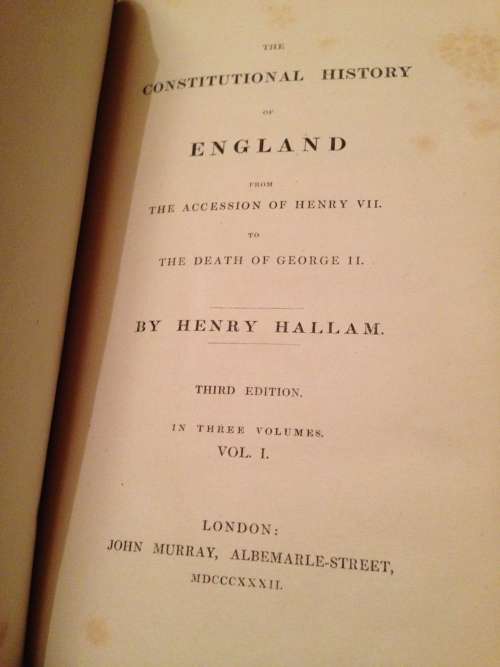 THE
CONSTITUTIONAL HISTORY
OF
ENGLAND
FROM
THE ACCESSION OF HENRY VII.
TO
THE DEATH OF GEORGE II.
BY HENRY HALLAM.
THIRD EDITION.
IN THREE VOLUMES.
VOL. I.
LONDON:
JOHN MURRAY, ALBEMARLE-STREET,
MDCCCXXXII.